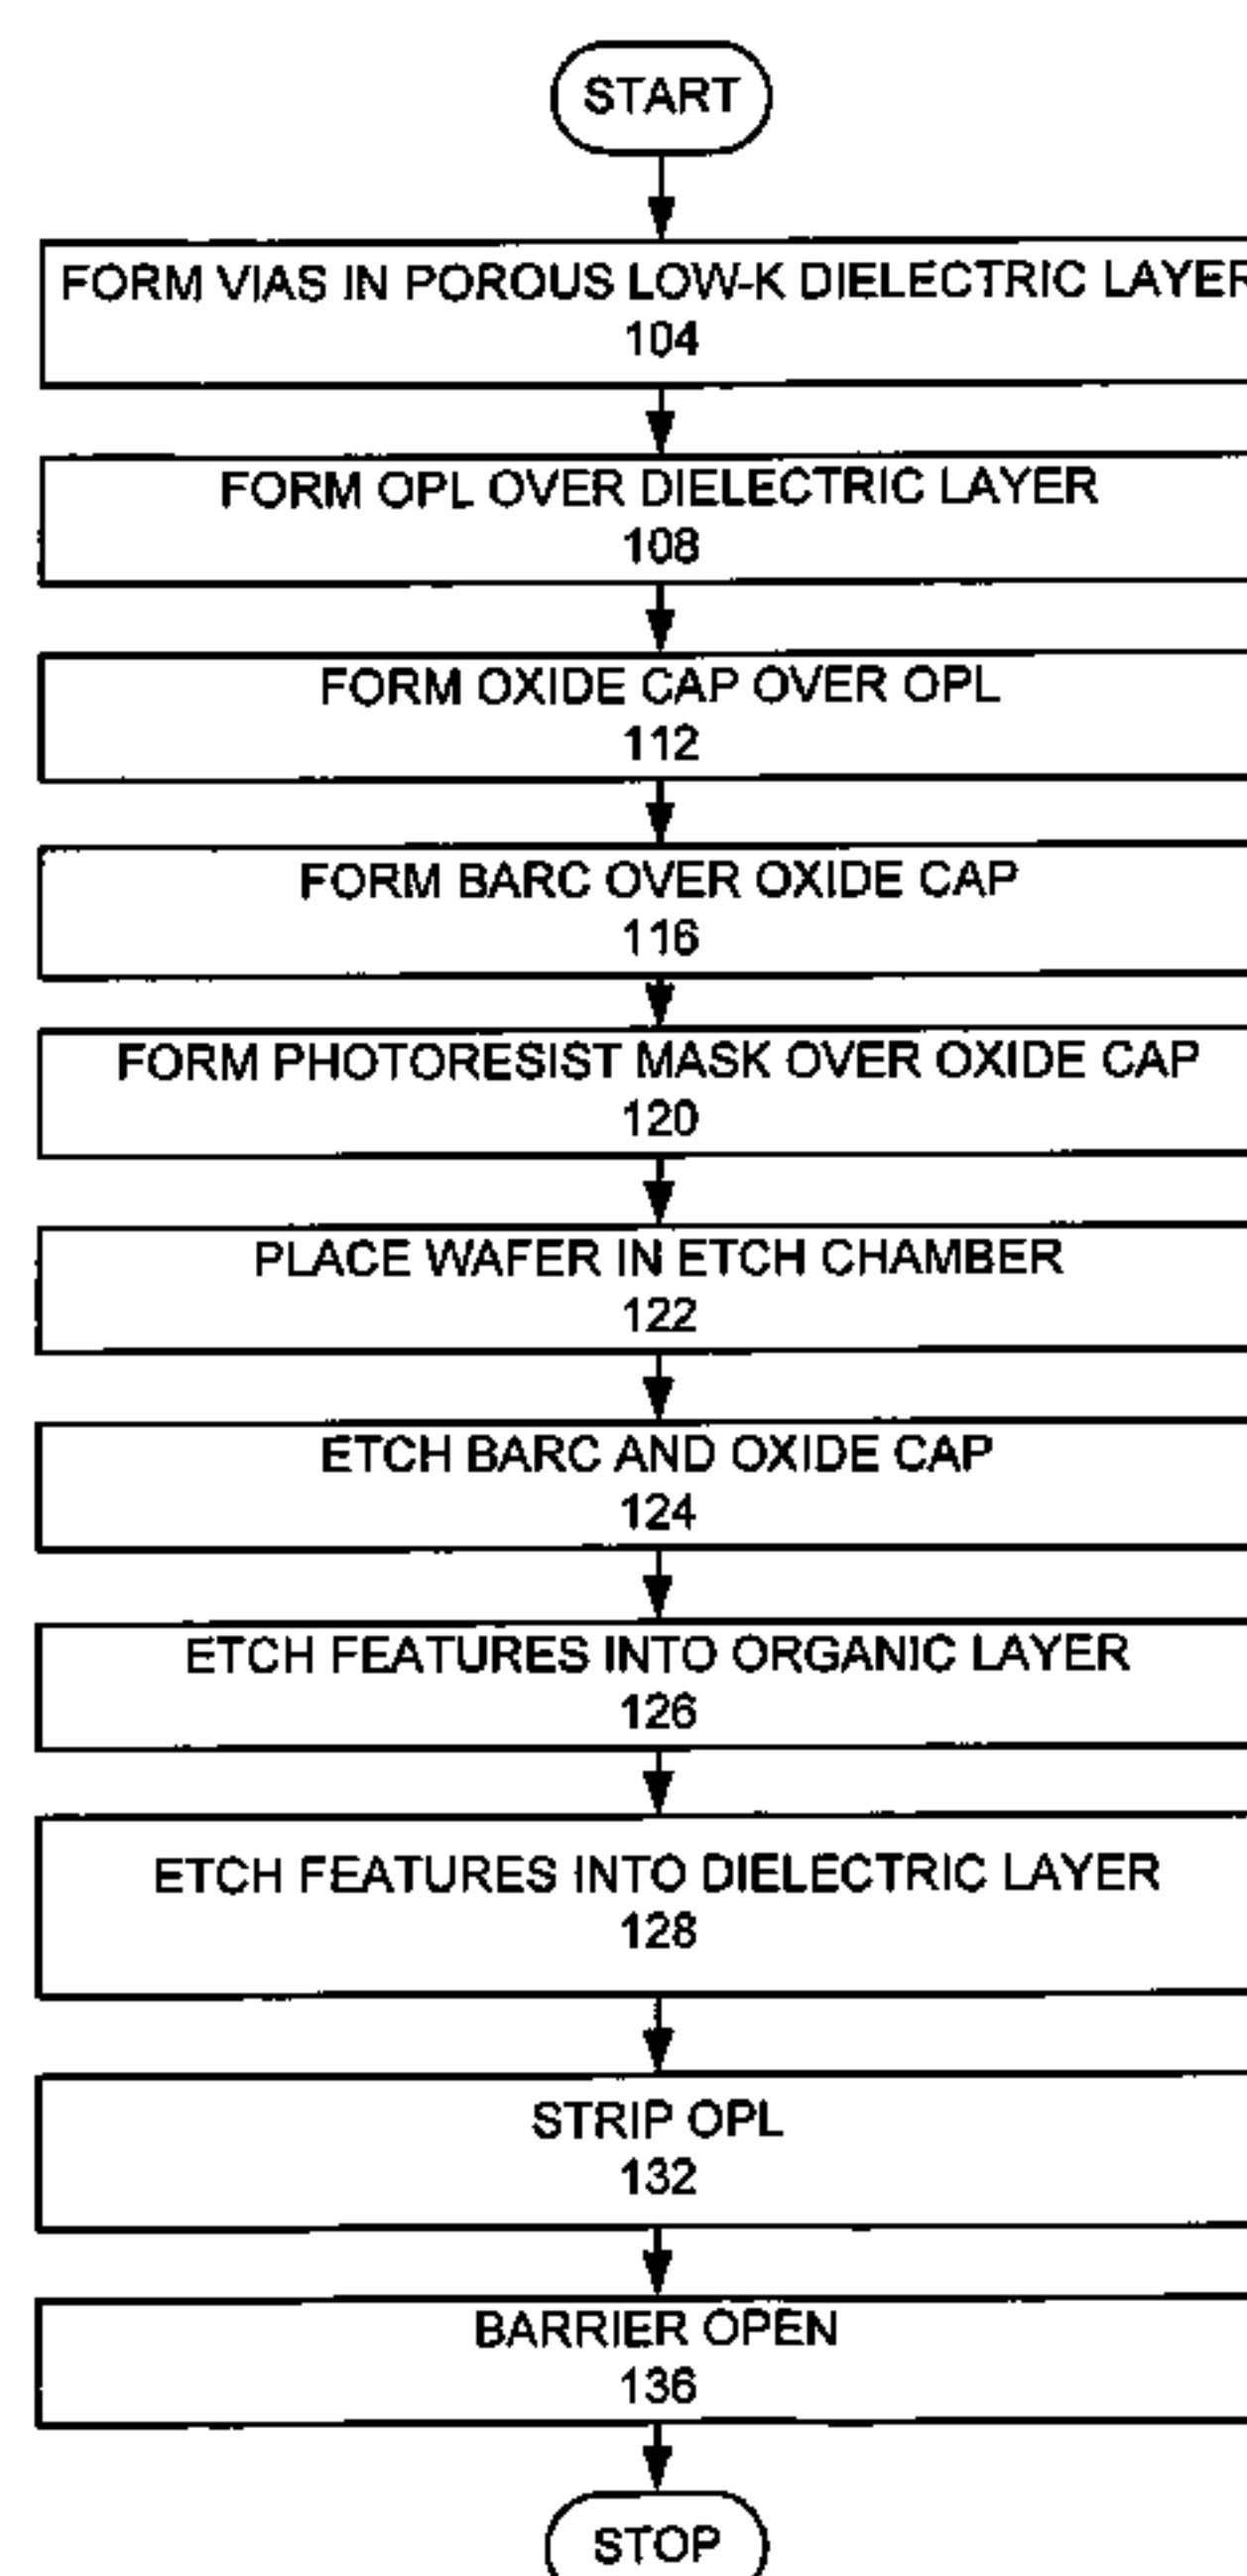 START
FORM VIAS IN POROUS LOW-K DIELECTRIC LAYER
104
FORM OPL OVER DIELECTRIC LAYER
108
FORM OXIDE CAP OVER OPL
112
FORM BARC OVER OXIDE CAP
116
FORM PHOTORESIST MASK OVER OXIDE CAP
120
PLACE WAFER IN ETCH CHAMBER
122
ETCH BARC AND OXIDE CAP
124
ETCH FEATURES INTO ORGANIC LAYER
126
ETCH FEATURES INTO DIELECTRIC LAYER
128
STRIP OPL
132
BARRIER OPEN
136
STOP